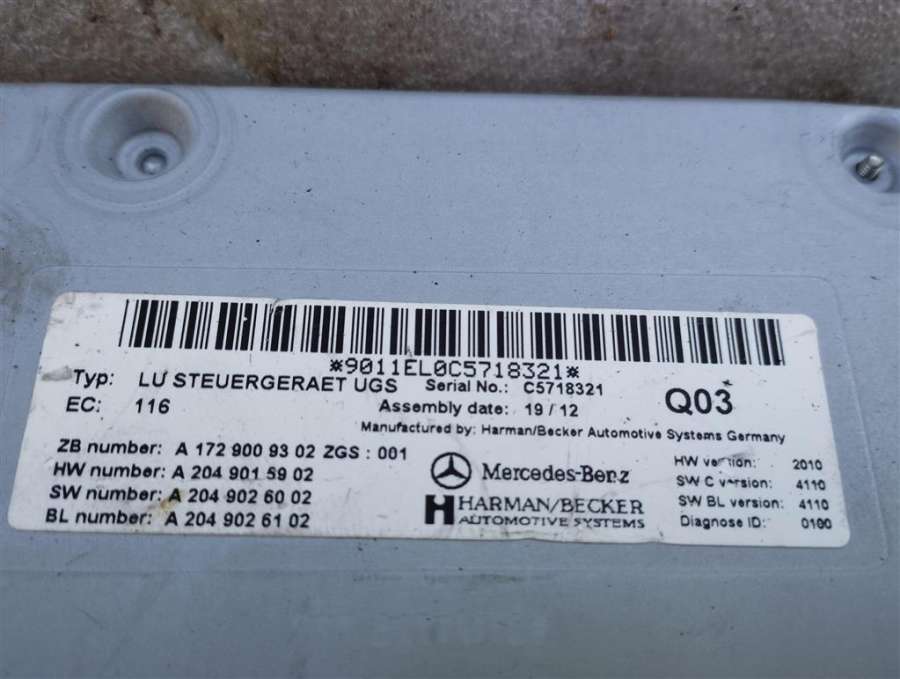 *9011EL0C5718321*
Typ: LU STEUERGERAET UGS Serial No.: C5718321
EC: 116 Assembly date: 19 / 12 Q03
Manufactured by: Harman/Becker Automotive Systems Germany
ZB number: A 172 900 93 02 ZGS : 001
HW number: A 204 901 59 02
SW number: A 204 902 60 02
BL number: A 204 902 61 02
Mercedes-Benz
HARMAN/BECKER
AUTOMOTIVE SYSTEMS
HW version: 2010
SW C version: 4110
SW BL version: 4110
Diagnose ID: 0100